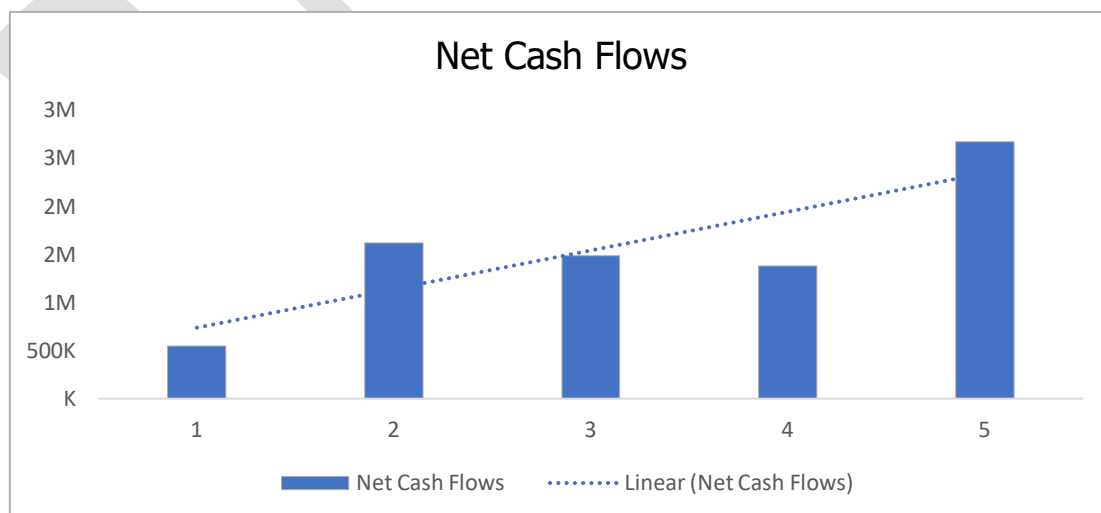 Net Cash Flows
3M
3M
2M
2M
1M
500K
K
1 2 3 4 5
Net Cash Flows Linear (Net Cash Flows)